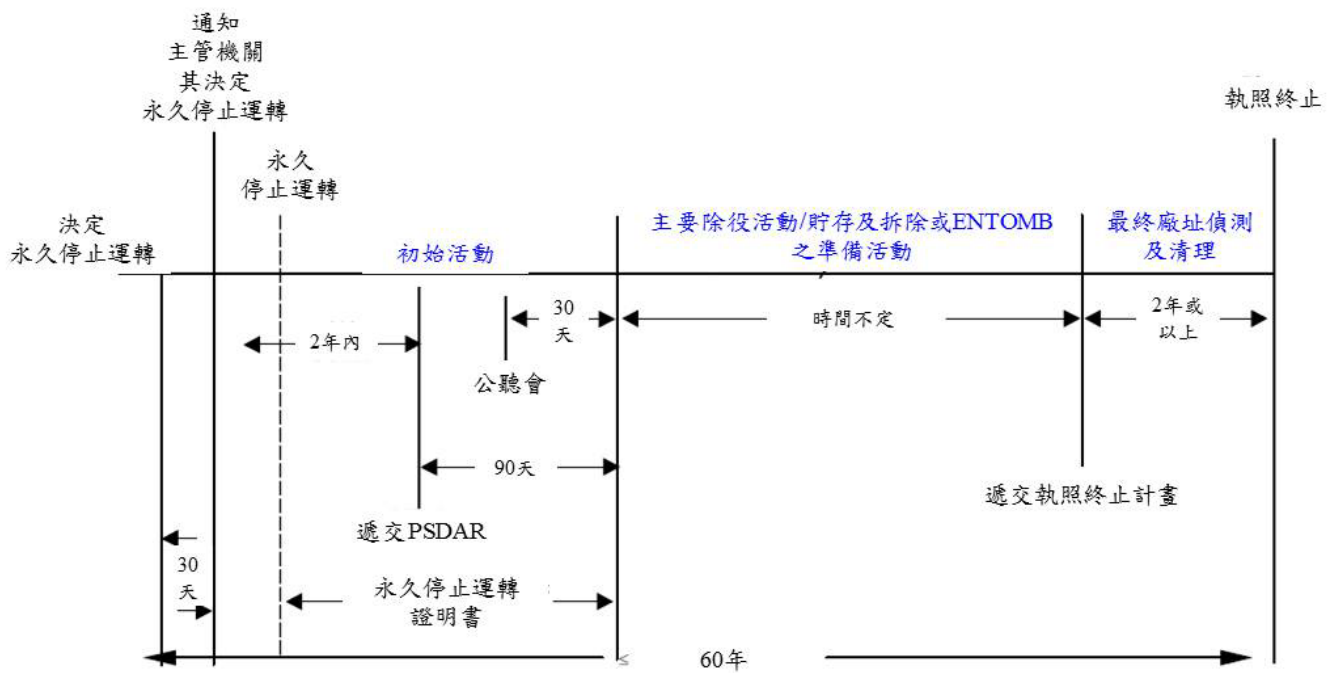 通知
主管機關
其決定
永久停止運轉
執照終止
永久
停止運轉
決定
永久停止運轉
初始活動
主要除役活動/貯存及拆除或ENTOMB
之準備活動
最終廠址偵測
及清理
30
天
時間不定
2年或
以上
2年內
公聽會
90天
遞交執照終止計畫
遞交PSDAR
30
天
永久停止運轉
證明書
≤ 60年